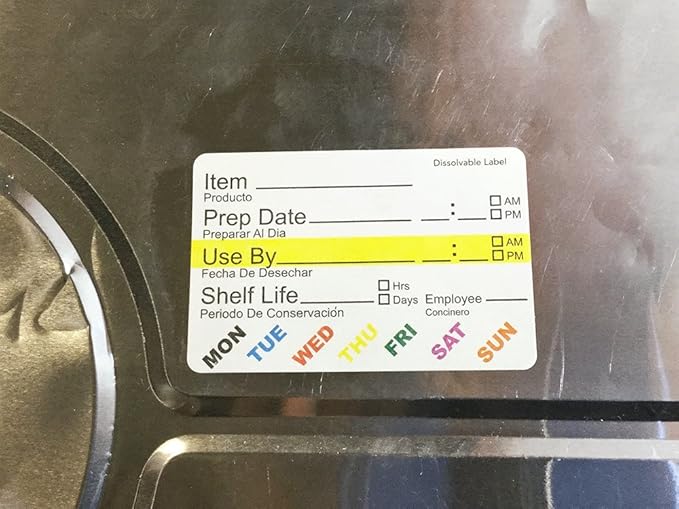 Dissolvable Label
Item
Producto
Prep Date : AM
PM
Preparar Al Dia
Use By : AM
PM
Fecha De Desechar
Shelf Life Hrs
Days Employee
Periodo De Conservación Concinero
MON TUE WED THU FRI SAT SUN